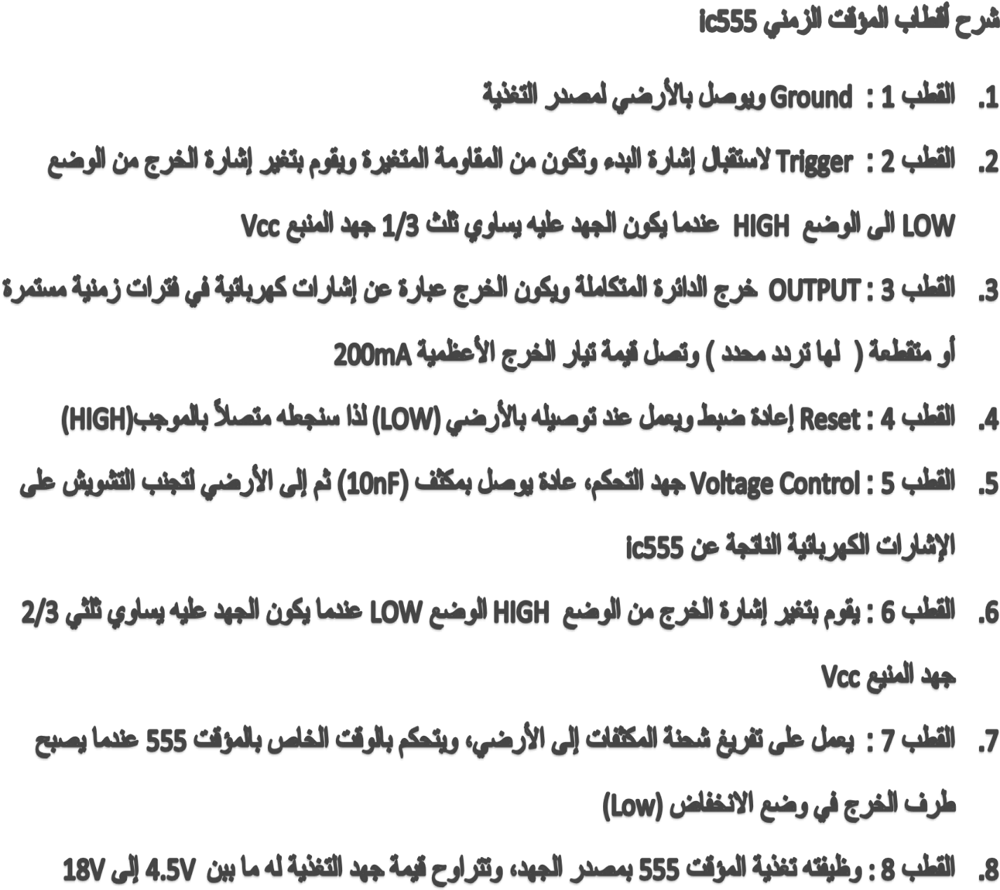 شرح أقطاب المؤقت الزمني ic555
1. القطب 1 : Ground ويوصل بالأرضي لمصدر التغذية
2. القطب 2 : Trigger لاستقبال إشارة البدء وتكون من المقاومة المتغيرة ويقوم بتغير إشارة الخرج من الوضع
LOW الى الوضع HIGH عندما يكون الجهد عليه يساوي ثلث 1/3 جهد المنبع Vcc
3. القطب 3 : OUTPUT خرج الدائرة المتكاملة ويكون الخرج عبارة عن إشارات كهربائية في فترات زمنية مستمرة
أو متقطعة ( لها تردد محدد ) وتصل قيمة تيار الخرج الأعظمية 200mA
4. القطب 4 : Reset إعادة ضبط ويعمل عند توصيله بالأرضي (LOW) لذا سنجعله متصلاً بالموجب(HIGH)
5. القطب 5 : Voltage Control جهد التحكم، عادة يوصل بمكثف (10nF) ثم إلى الأرضي لتجنب التشويش على
الإشارات الكهربائية الناتجة عن ic555
6. القطب 6 : يقوم بتغير إشارة الخرج من الوضع HIGH الوضع LOW عندما يكون الجهد عليه يساوي ثلثي 2/3
جهد المنبع Vcc
7. القطب 7 : يعمل على تفريغ شحنة المكثفات إلى الأرضي، ويتحكم بالوقت الخاص بالمؤقت 555 عندما يصبح
طرف الخرج في وضع الانخفاض (Low)
8. القطب 8 : وظيفته تغذية المؤقت 555 بمصدر الجهد، وتتراوح قيمة جهد التغذية له ما بين 4.5V إلى 18V